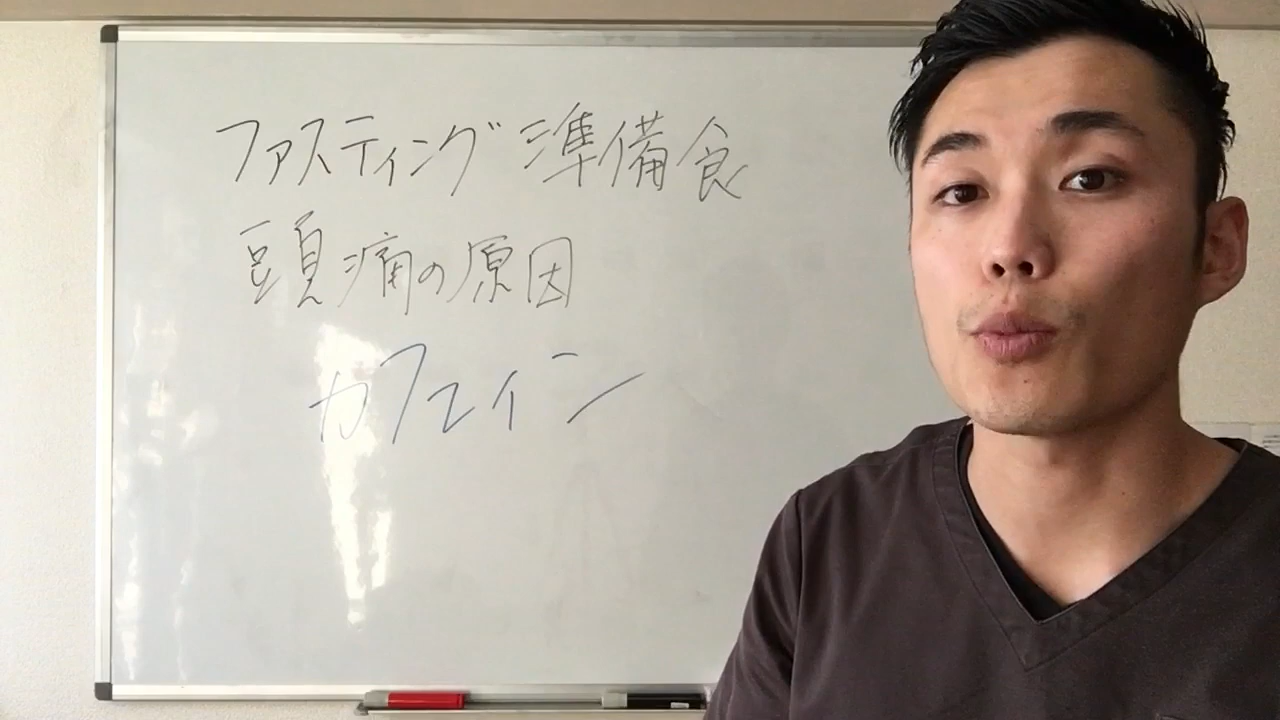 ファスティング準備食
頭痛の原因
カフェイン